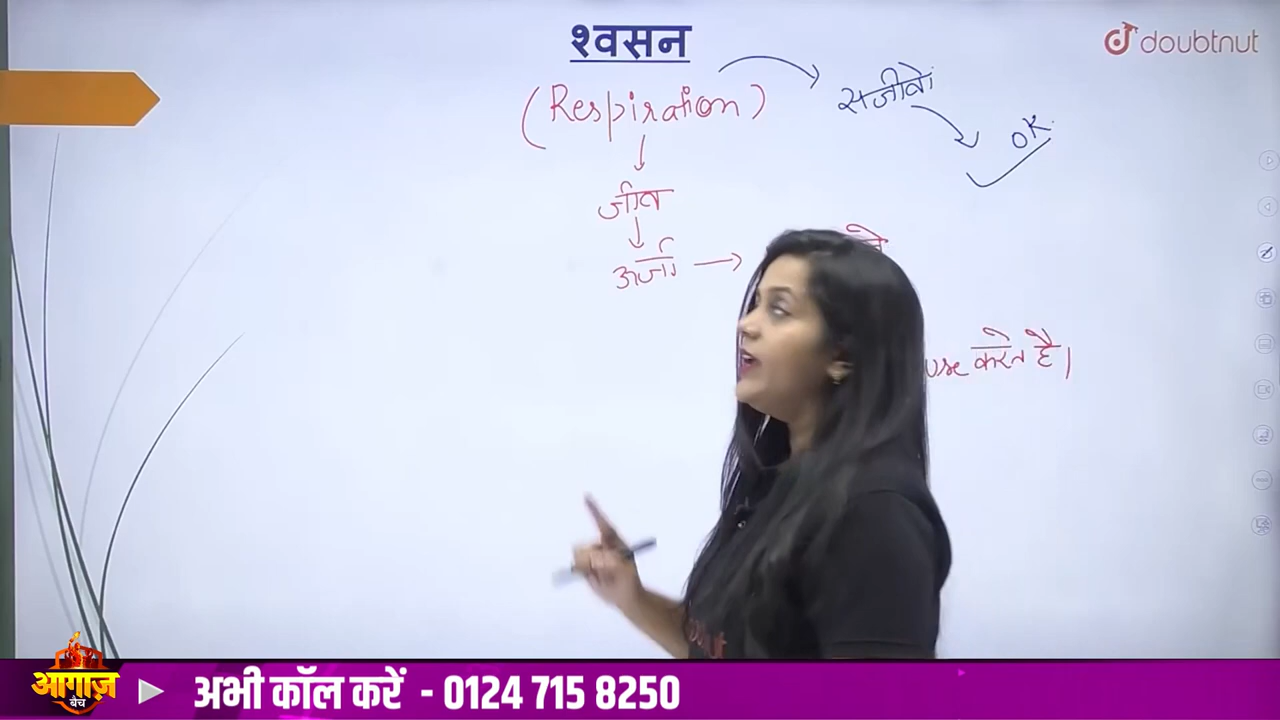 श्वसन
doubtnut
(Respiration)
सजीवों
OK
जीव
ऊर्जा
use करते है।
आगाज़
बैच
अभी कॉल करें - 0124 715 8250